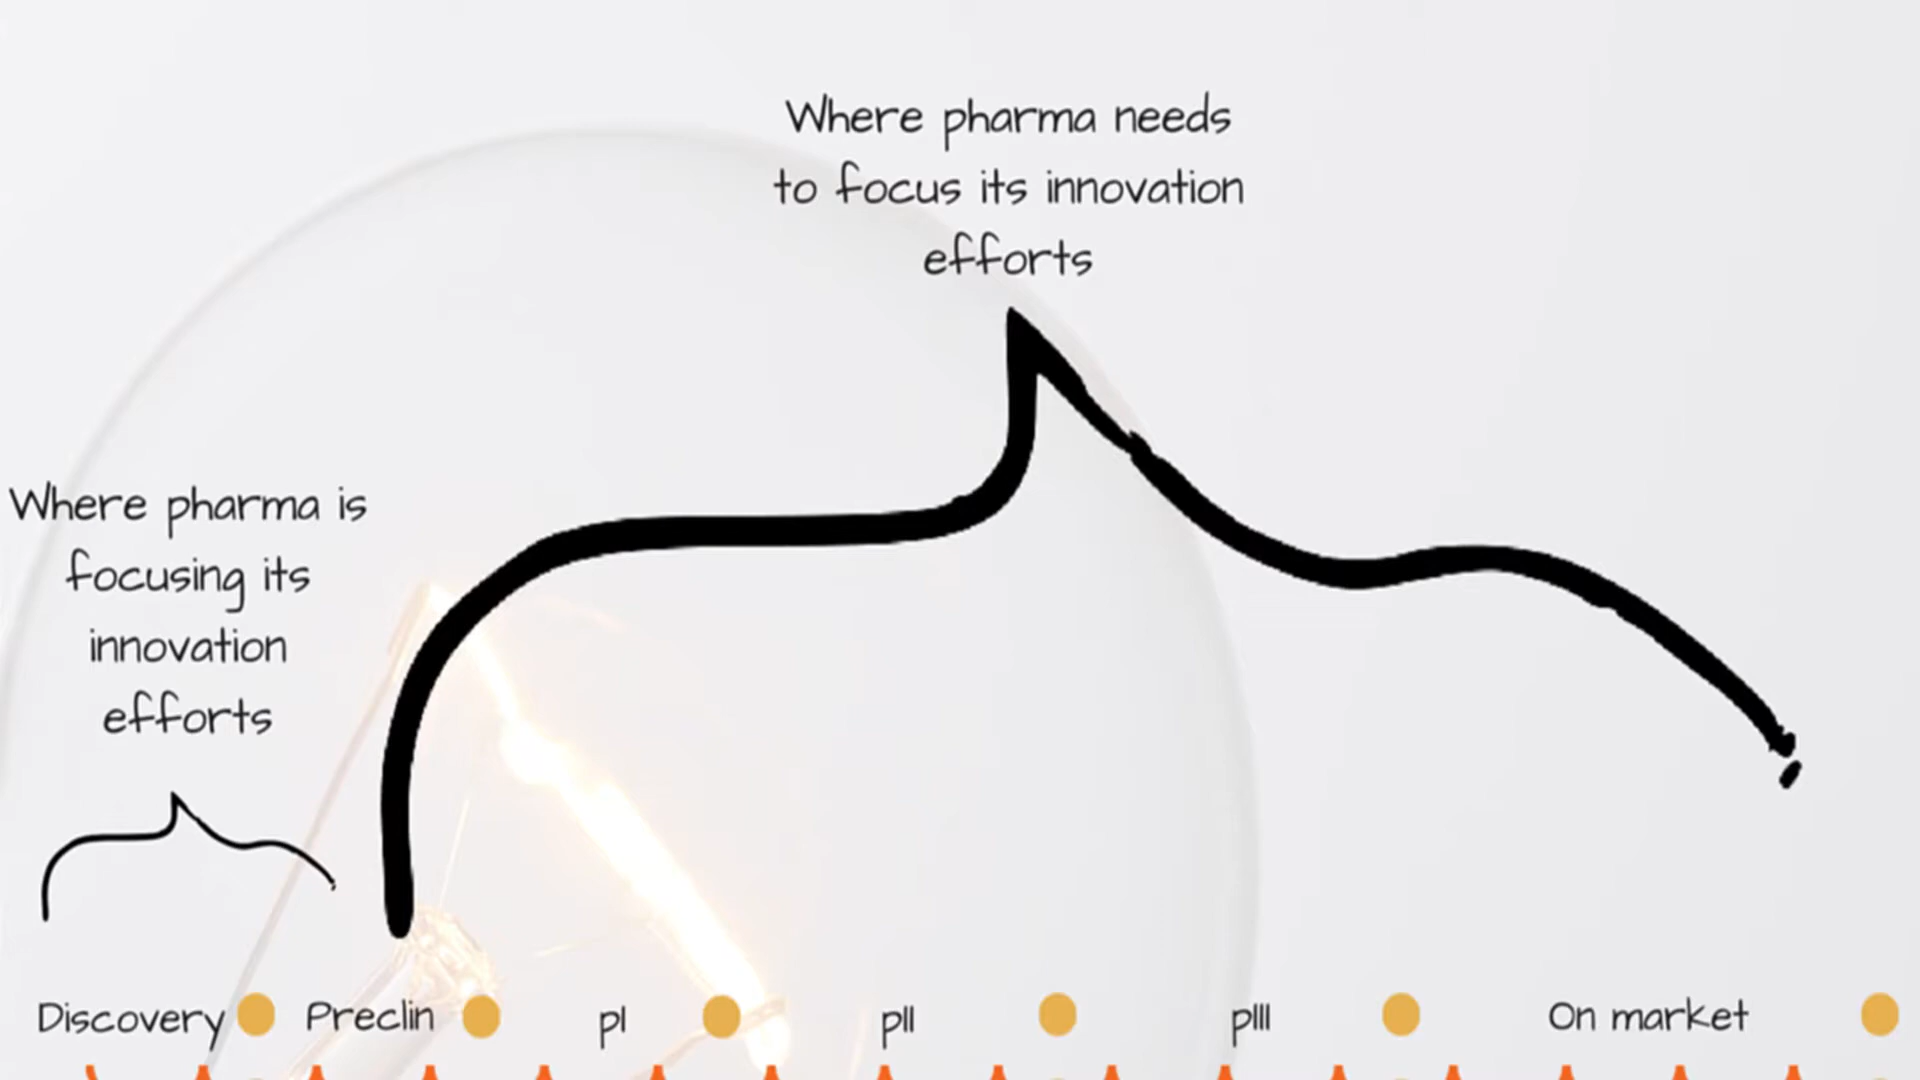 Where pharma needs
to focus its innovation
efforts
Where pharma is
focusing its
innovation
efforts
Discovery Preclin pI pII pIII On market